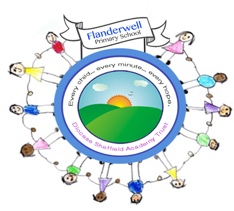 Flanderwell
Primary School
Every child... every minute... every hope.
Diocese Sheffield Academy Trust